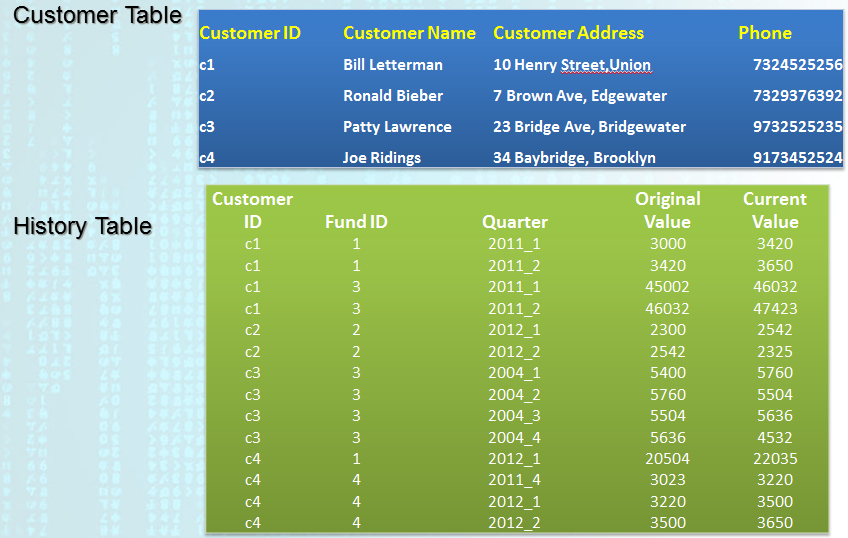 Customer Table
Customer ID Customer Name Customer Address Phone
c1 Bill Letterman 10 Henry Street,Union 7324525256
c2 Ronald Bieber 7 Brown Ave, Edgewater 7329376392
c3 Patty Lawrence 23 Bridge Ave, Bridgewater 9732525235
c4 Joe Ridings 34 Baybridge, Brooklyn 9173452524
History Table
Customer ID Fund ID Quarter Original Value Current Value
c1 1 2011_1 3000 3420
c1 1 2011_2 3420 3650
c1 3 2011_1 45002 46032
c1 3 2011_2 46032 47423
c2 2 2012_1 2300 2542
c2 2 2012_2 2542 2325
c3 3 2004_1 5400 5760
c3 3 2004_2 5760 5504
c3 3 2004_3 5504 5636
c3 3 2004_4 5636 4532
c4 1 2012_1 20504 22035
c4 4 2011_4 3023 3220
c4 4 2012_1 3220 3500
c4 4 2012_2 3500 3650